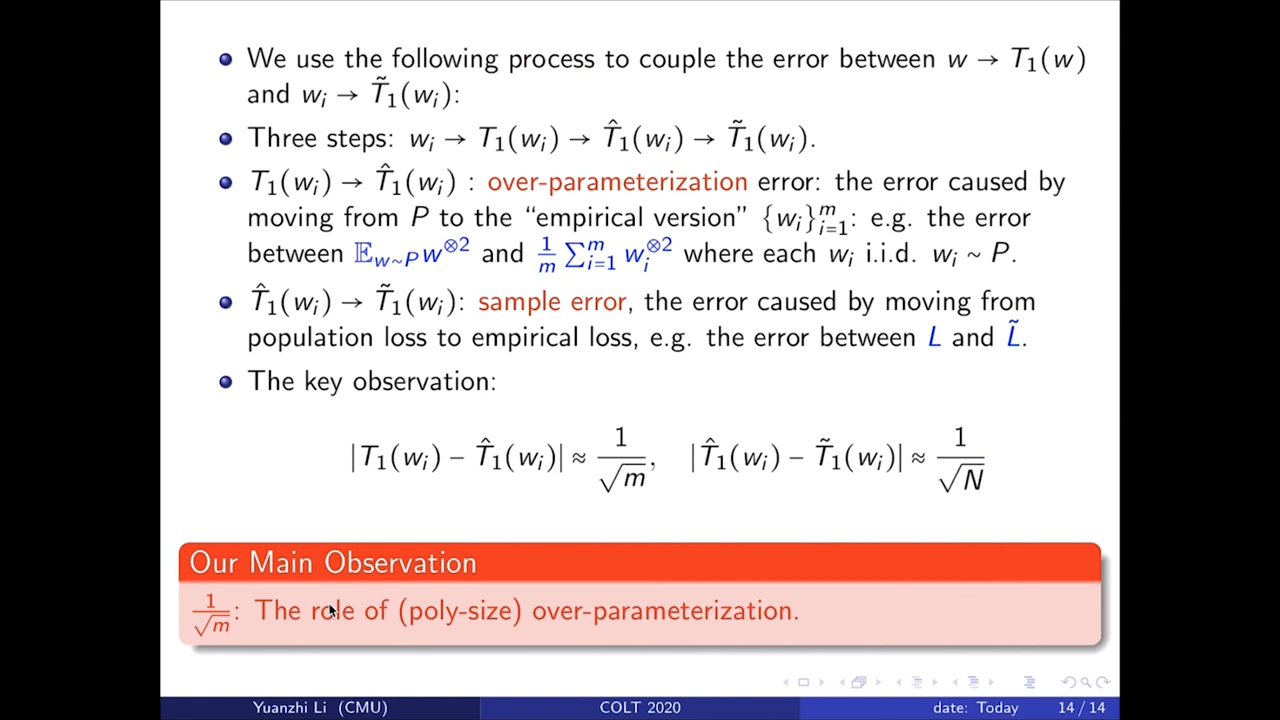 We use the following process to couple the error between w → T₁(w)
and wᵢ → T̃₁(wᵢ):
Three steps: wᵢ → T₁(wᵢ) → T̂₁(wᵢ) → T̃₁(wᵢ).
T₁(wᵢ) → T̂₁(wᵢ) : over-parameterization error: the error caused by
moving from P to the “empirical version” {wᵢ}ᵢ₌₁ᵐ: e.g. the error
between 𝔼_{w∼P}w^{⊗2} and 1/m ∑ᵢ₌₁ᵐ wᵢ^{⊗2} where each wᵢ i.i.d. wᵢ ∼ P.
T̂₁(wᵢ) → T̃₁(wᵢ): sample error, the error caused by moving from
population loss to empirical loss, e.g. the error between L and L̃.
The key observation:
|T₁(wᵢ) − T̂₁(wᵢ)| ≈ 1/√m, |T̂₁(wᵢ) − T̃₁(wᵢ)| ≈ 1/√N
Our Main Observation
1/√m: The role of (poly-size) over-parameterization.
Yuanzhi Li (CMU) COLT 2020 date: Today 14 / 14